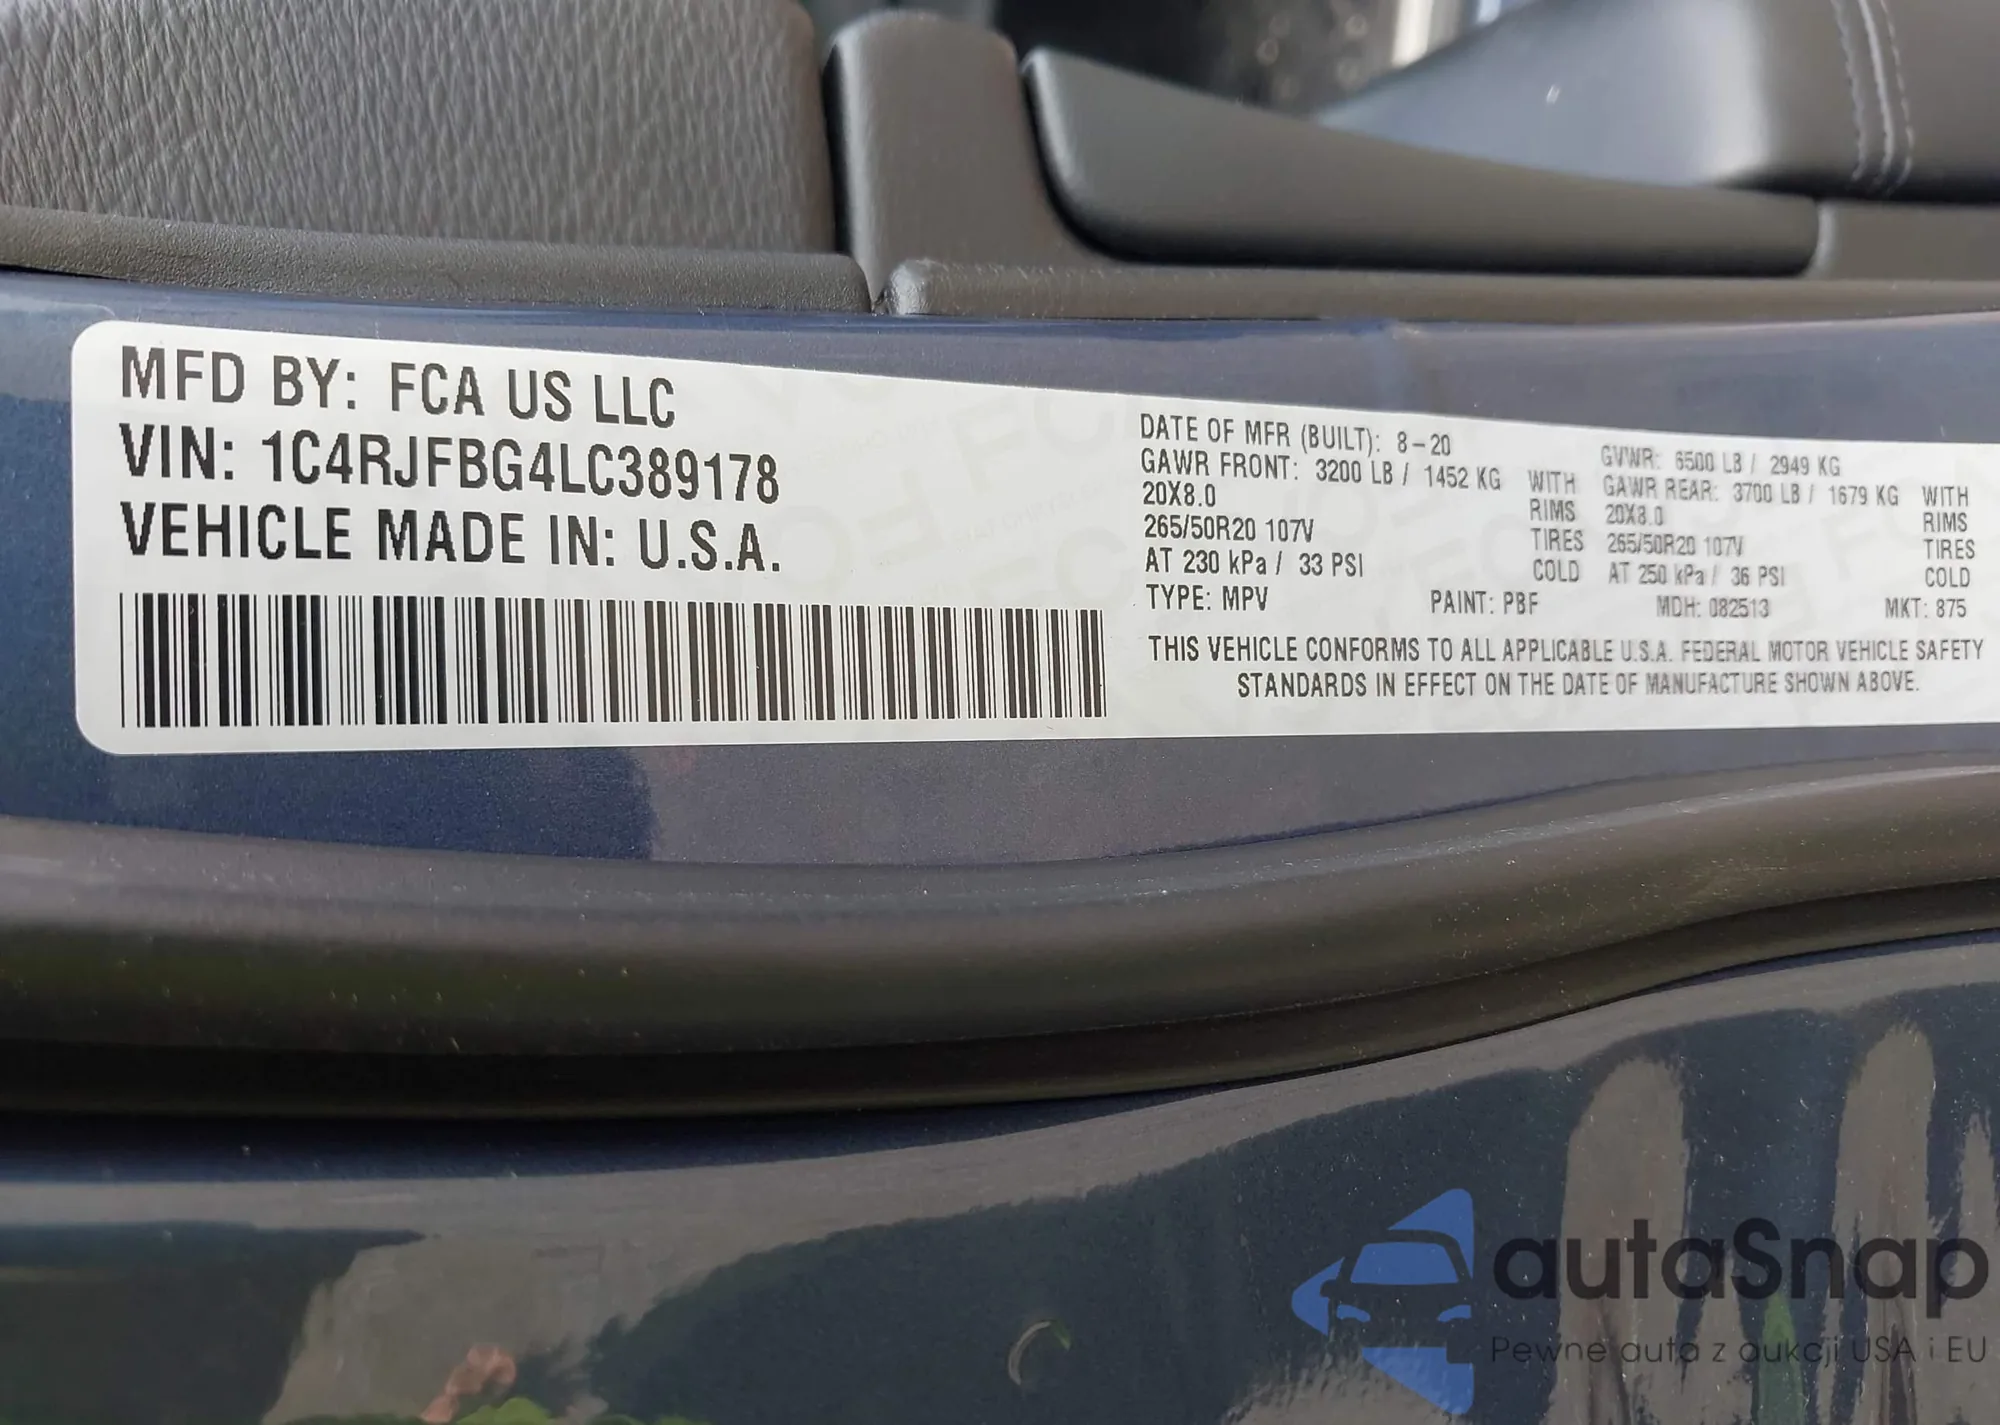 MFD BY: FCA US LLC
VIN: 1C4RJFBG4LC389178
VEHICLE MADE IN: U.S.A.
DATE OF MFR (BUILT): 8-20
GAWR FRONT: 3200 LB / 1452 KG WITH
20X8.0 RIMS
265/50R20 107V TIRES
AT 230 kPa / 33 PSI COLD
GVWR: 6500 LB / 2949 KG
GAWR REAR: 3700 LB / 1679 KG WITH
20X8.0 RIMS
265/50R20 107V TIRES
AT 250 kPa / 36 PSI COLD
TYPE: MPV PAINT: PBF MDH: 082513 MKT: 875
THIS VEHICLE CONFORMS TO ALL APPLICABLE U.S.A. FEDERAL MOTOR VEHICLE SAFETY
STANDARDS IN EFFECT ON THE DATE OF MANUFACTURE SHOWN ABOVE.
autaSnap
Pewne auta z aukcji USA i EU